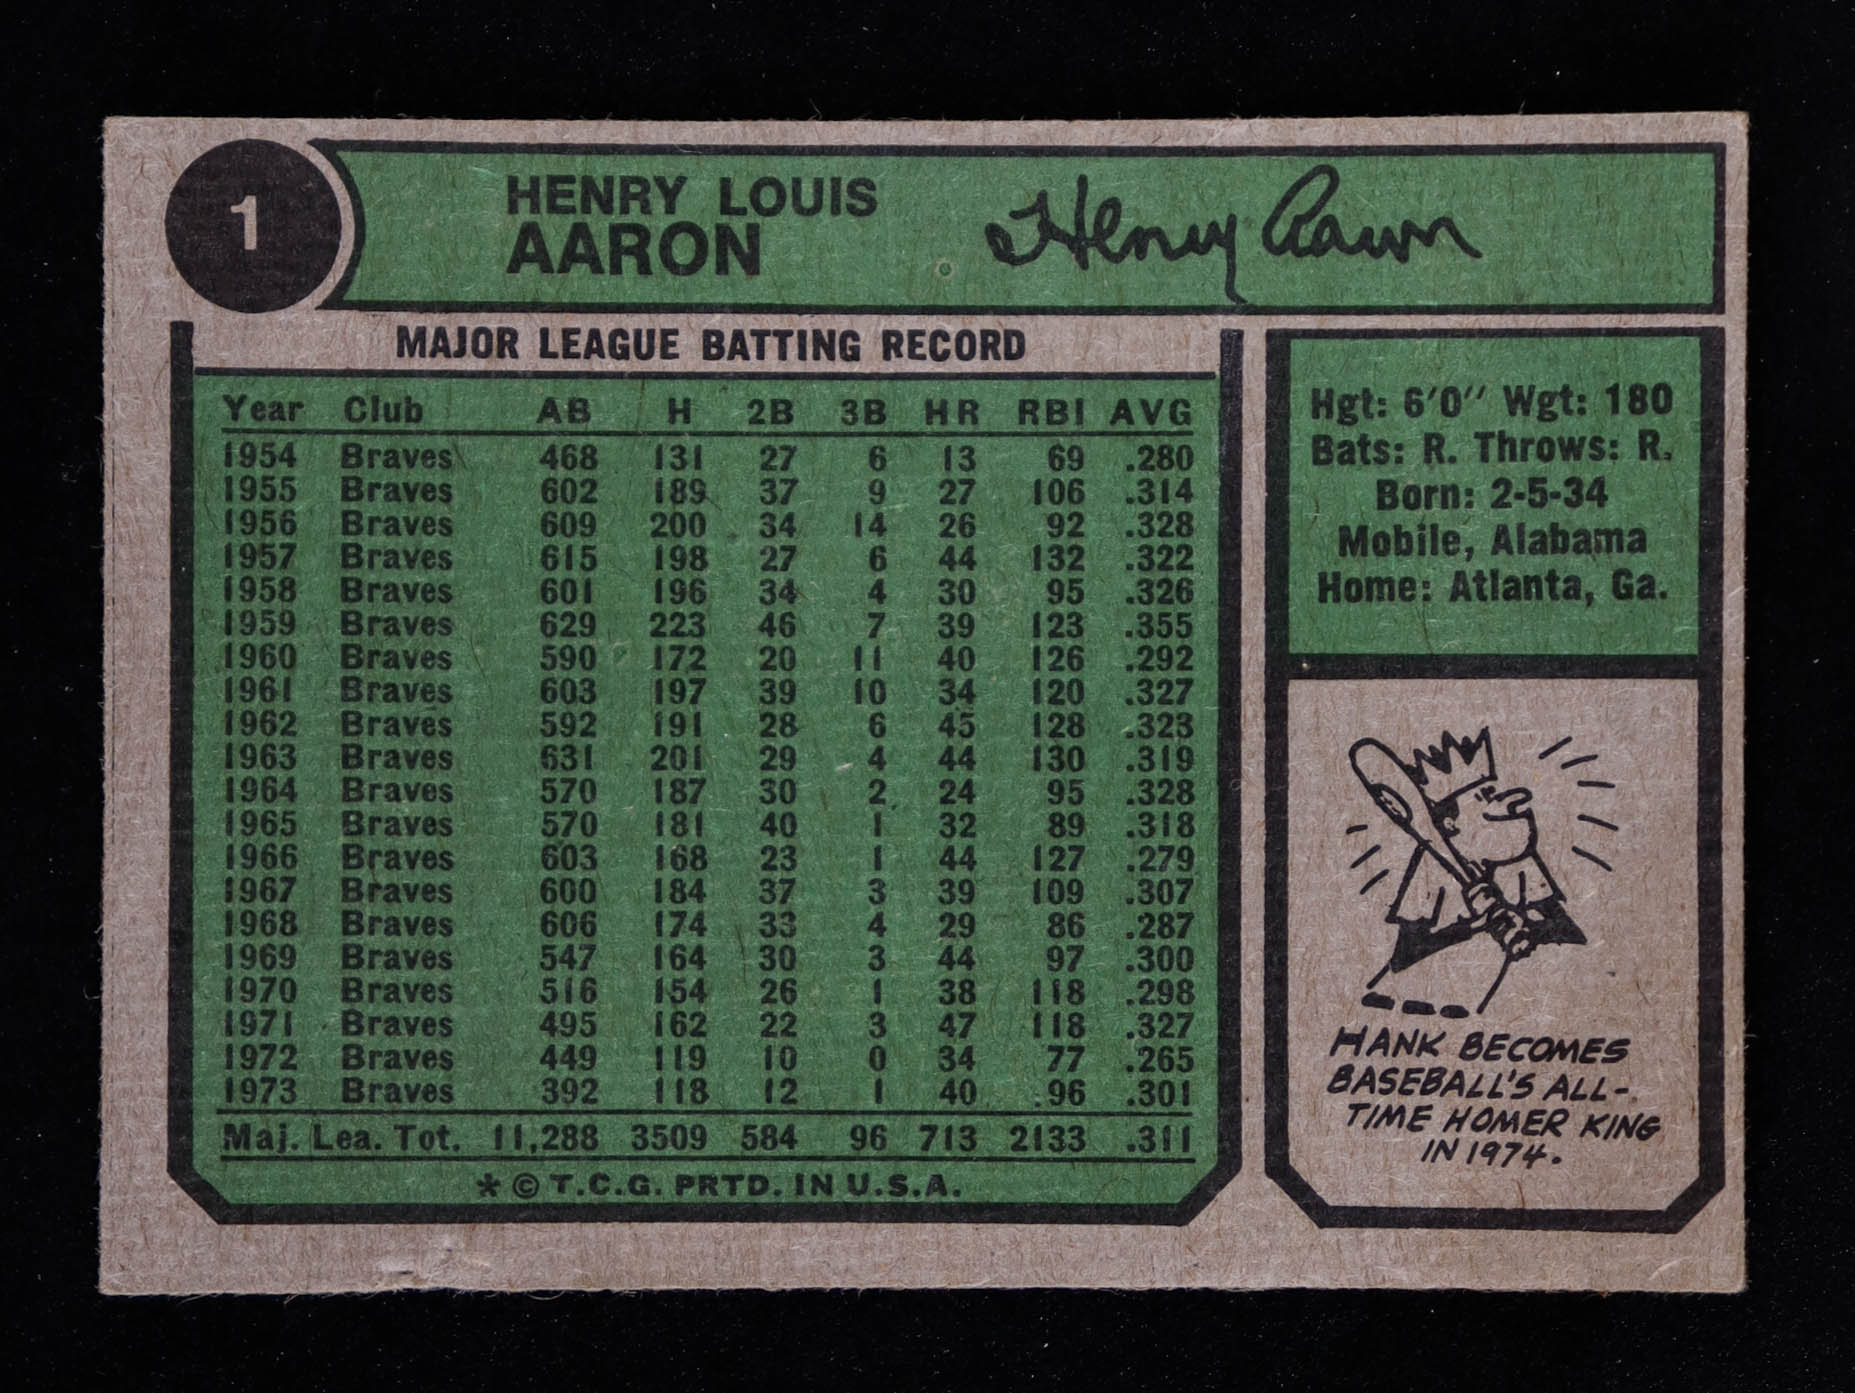 1
HENRY LOUIS
AARON
Henry Aaron
MAJOR LEAGUE BATTING RECORD
Year Club AB H 2B 3B HR RBI AVG
1954 Braves 468 131 27 6 13 69 .280
1955 Braves 602 189 37 9 27 106 .314
1956 Braves 609 200 34 14 26 92 .328
1957 Braves 615 198 27 6 44 132 .322
1958 Braves 601 196 34 4 30 95 .326
1959 Braves 629 223 46 7 39 123 .355
1960 Braves 590 172 20 11 40 126 .292
1961 Braves 603 197 39 10 34 120 .327
1962 Braves 592 191 28 6 45 128 .323
1963 Braves 631 201 29 4 44 130 .319
1964 Braves 570 187 30 2 24 95 .328
1965 Braves 570 181 40 1 32 89 .318
1966 Braves 603 168 23 1 44 127 .279
1967 Braves 600 184 37 3 39 109 .307
1968 Braves 606 174 33 4 29 86 .287
1969 Braves 547 164 30 3 44 97 .300
1970 Braves 516 154 26 1 38 118 .298
1971 Braves 495 162 22 3 47 118 .327
1972 Braves 449 119 10 0 34 77 .265
1973 Braves 392 118 12 1 40 96 .301
Maj. Lea. Tot. 11,288 3509 584 96 713 2133 .311
* © T.C.G. PRTD. IN U.S.A.
Hgt: 6'0" Wgt: 180
Bats: R. Throws: R.
Born: 2-5-34
Mobile, Alabama
Home: Atlanta, Ga.
HANK BECOMES
BASEBALL'S ALL-
TIME HOMER KING
IN 1974.